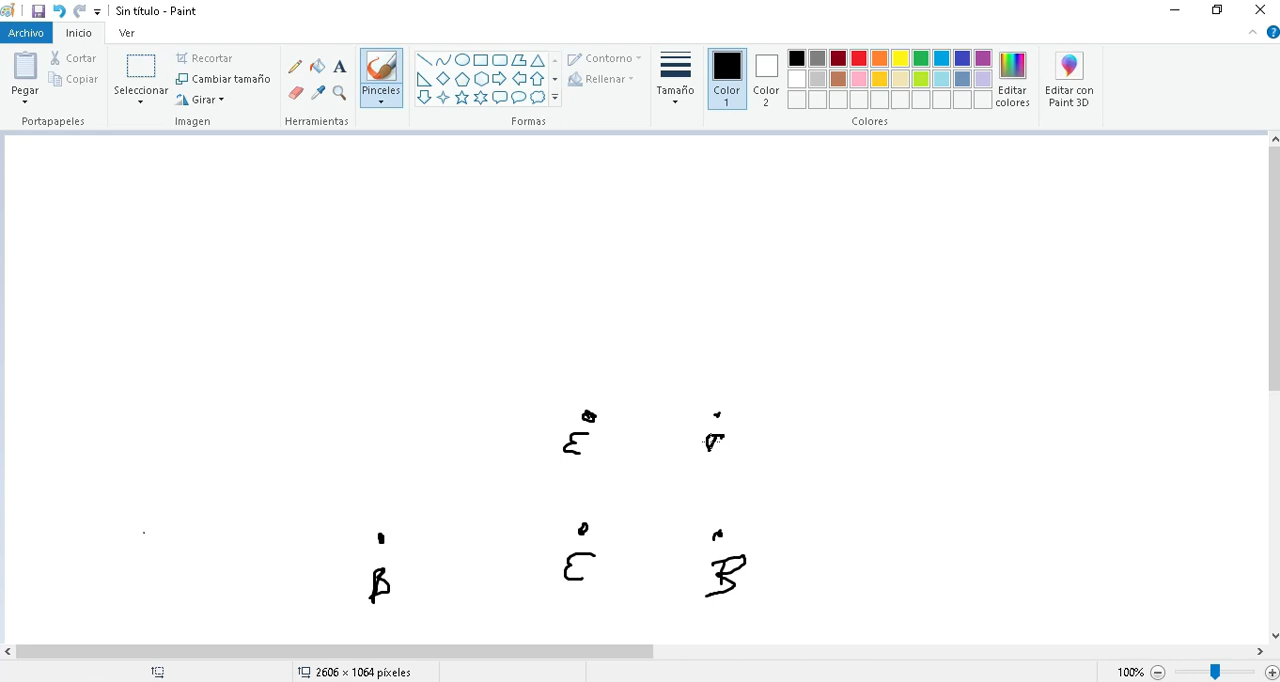 Sin título - Paint
Archivo Inicio Ver
Pegar
Cortar
Copiar
Portapapeles
Seleccionar
Recortar
Cambiar tamaño
Girar
Imagen
A
Herramientas
Pinceles
Contorno
Rellenar
Formas
Tamaño
Color 1
Color 2
Editar colores
Colores
Editar con Paint 3D
E
B E B
2606 × 1064 píxeles 100%